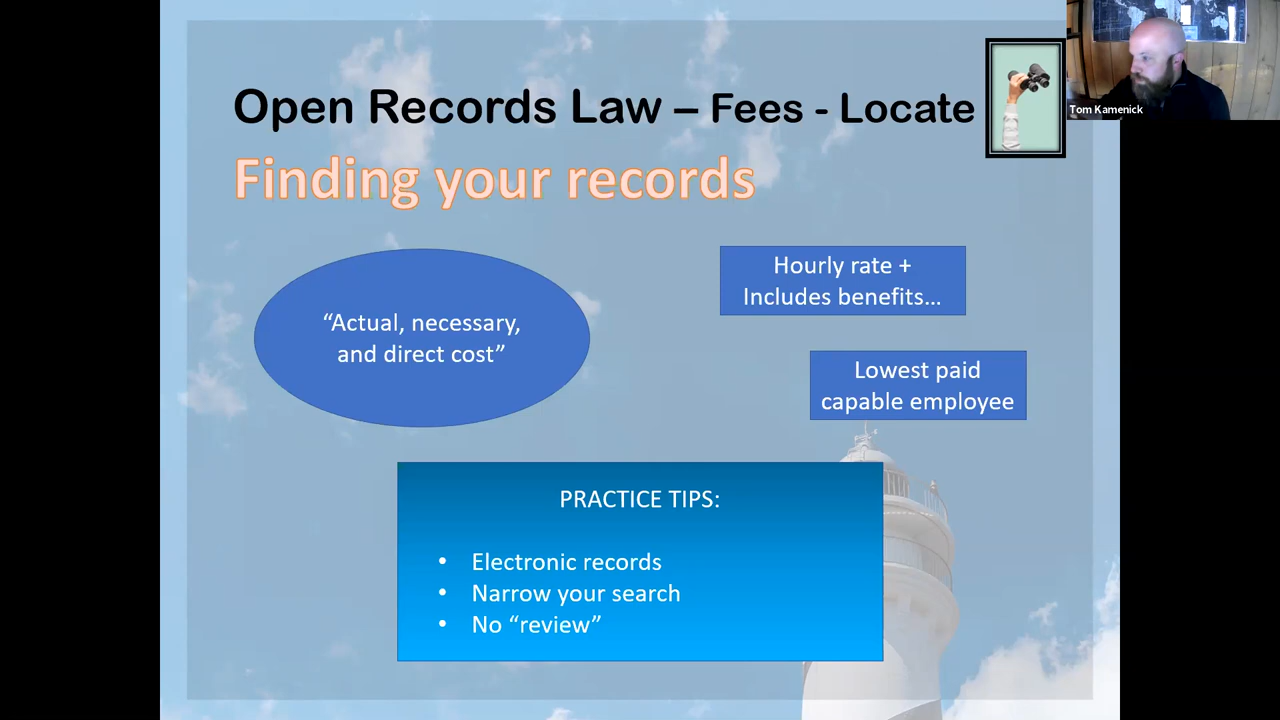 Open Records Law – Fees - Locate
Tom Kamenick
Finding your records
“Actual, necessary,
and direct cost”
Hourly rate +
Includes benefits…
Lowest paid
capable employee
PRACTICE TIPS:
• Electronic records
• Narrow your search
• No “review”